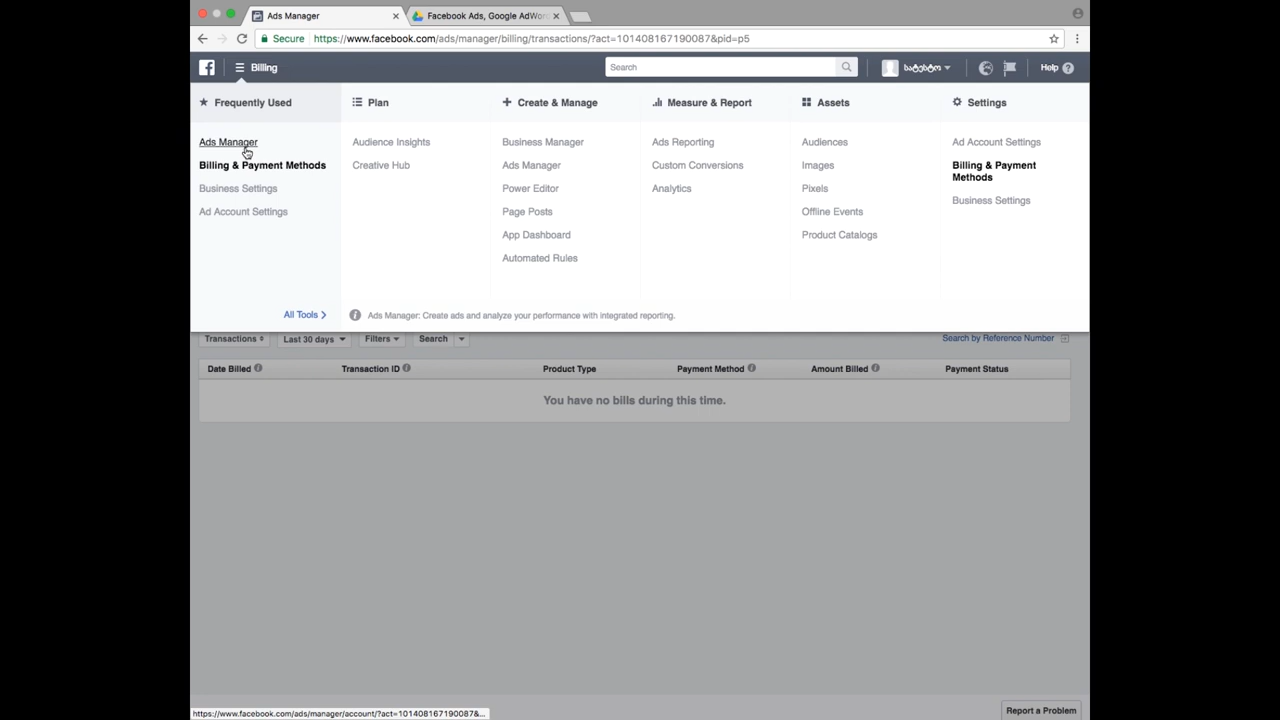 Ads Manager
Facebook Ads, Google AdWor
Secure https://www.facebook.com/ads/manager/billing/transactions/?act=101408167190087&pid=p5
Billing
Search
სატესტო
Help
Frequently Used
Plan
Create & Manage
Measure & Report
Assets
Settings
Ads Manager
Billing & Payment Methods
Business Settings
Ad Account Settings
All Tools
Audience Insights
Creative Hub
Business Manager
Ads Manager
Power Editor
Page Posts
App Dashboard
Automated Rules
Ads Reporting
Custom Conversions
Analytics
Audiences
Images
Pixels
Offline Events
Product Catalogs
Ad Account Settings
Billing & Payment
Methods
Business Settings
Ads Manager: Create ads and analyze your performance with integrated reporting.
Transactions
Last 30 days
Filters
Search
Search by Reference Number
Date Billed
Transaction ID
Product Type
Payment Method
Amount Billed
Payment Status
You have no bills during this time.
https://www.facebook.com/ads/manager/account/?act=101408167190087&...
Report a Problem